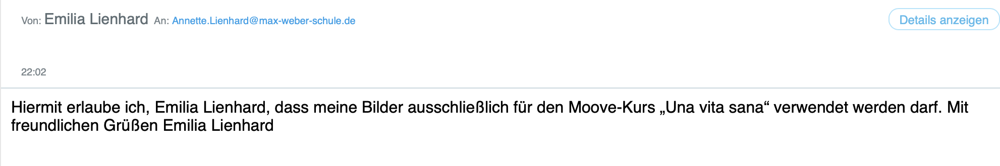 Von: Emilia Lienhard An: Annette.Lienhard@max-weber-schule.de Details anzeigen
22:02
Hiermit erlaube ich, Emilia Lienhard, dass meine Bilder ausschließlich für den Moove-Kurs „Una vita sana“ verwendet werden darf. Mit
freundlichen Grüßen Emilia Lienhard